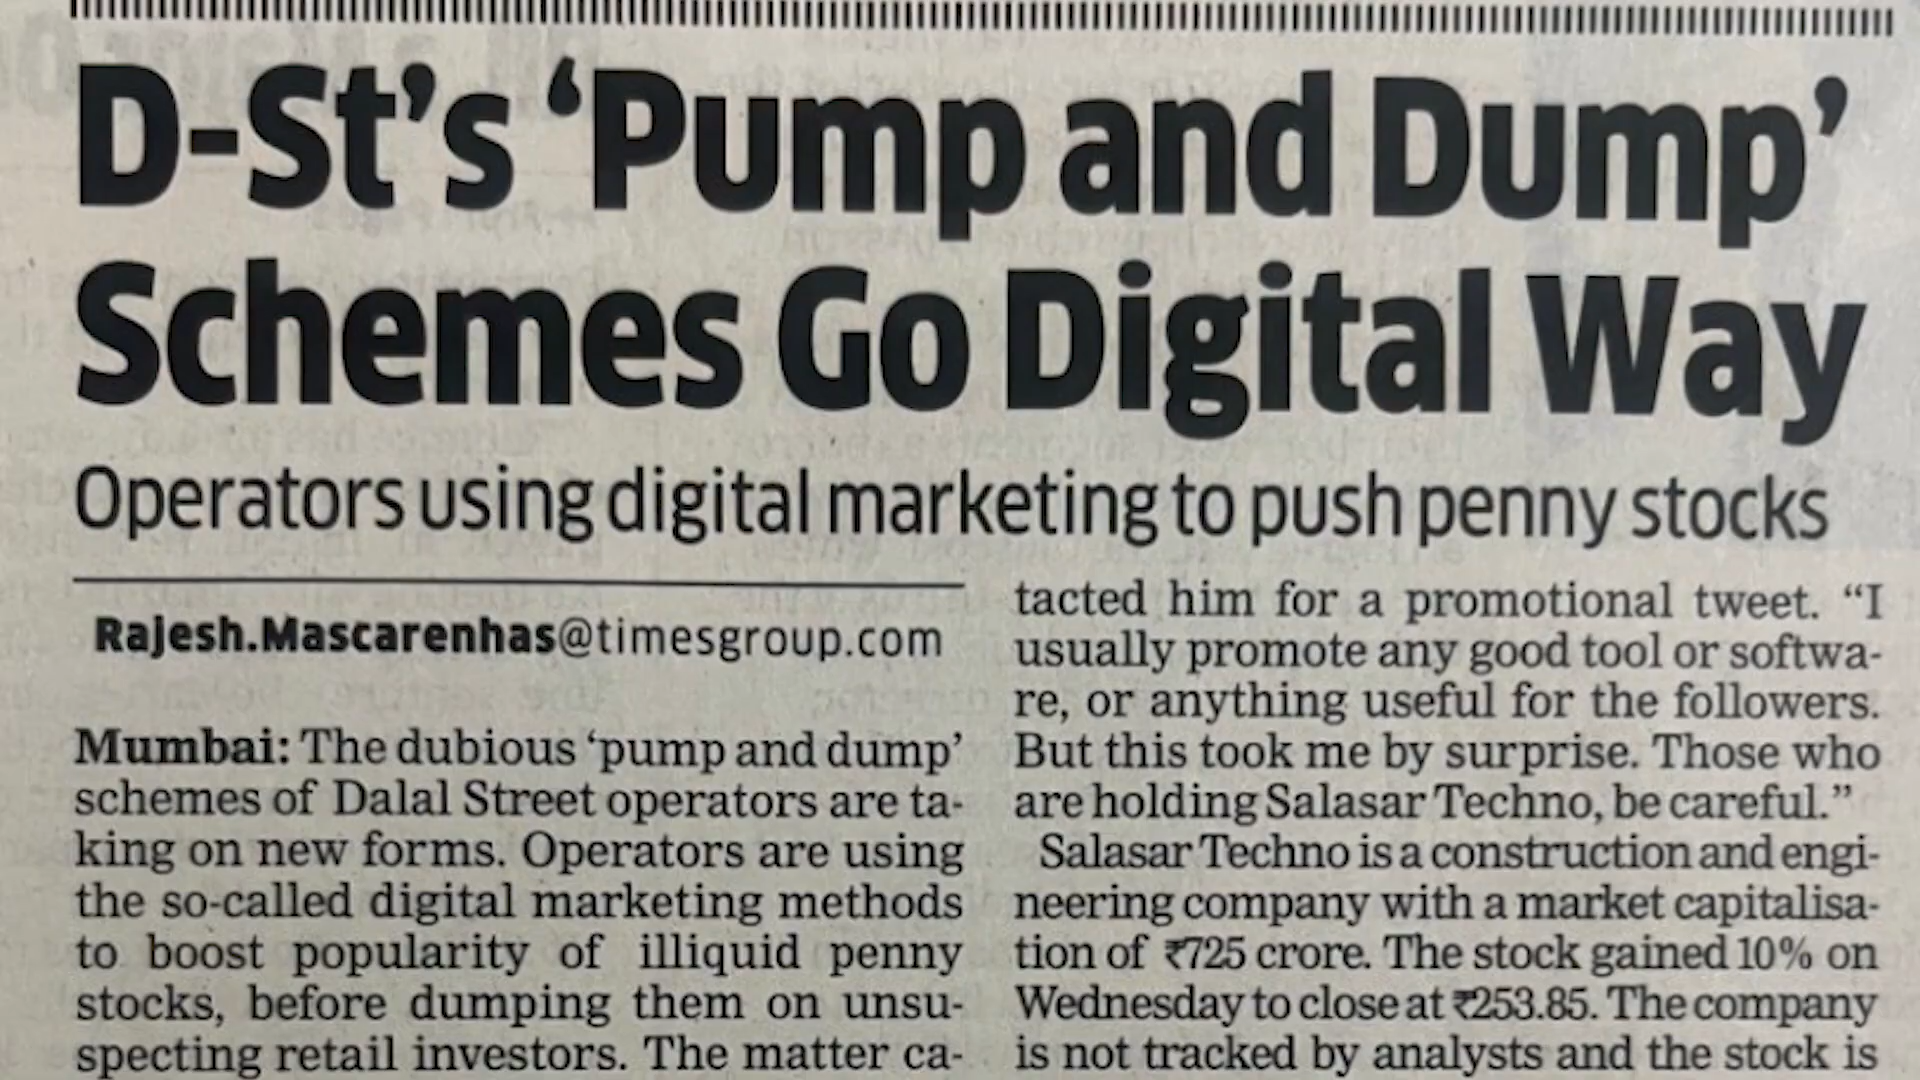 D-St’s ‘Pump and Dump’
Schemes Go Digital Way
Operators using digital marketing to push penny stocks
Rajesh.Mascarenhas@timesgroup.com
Mumbai: The dubious ‘pump and dump’
schemes of Dalal Street operators are ta-
king on new forms. Operators are using
the so-called digital marketing methods
to boost popularity of illiquid penny
stocks, before dumping them on unsu-
specting retail investors. The matter ca-
tacted him for a promotional tweet. “I
usually promote any good tool or softwa-
re, or anything useful for the followers.
But this took me by surprise. Those who
are holding Salasar Techno, be careful.”
Salasar Techno is a construction and engi-
neering company with a market capitalisa-
tion of ₹725 crore. The stock gained 10% on
Wednesday to close at ₹253.85. The company
is not tracked by analysts and the stock is